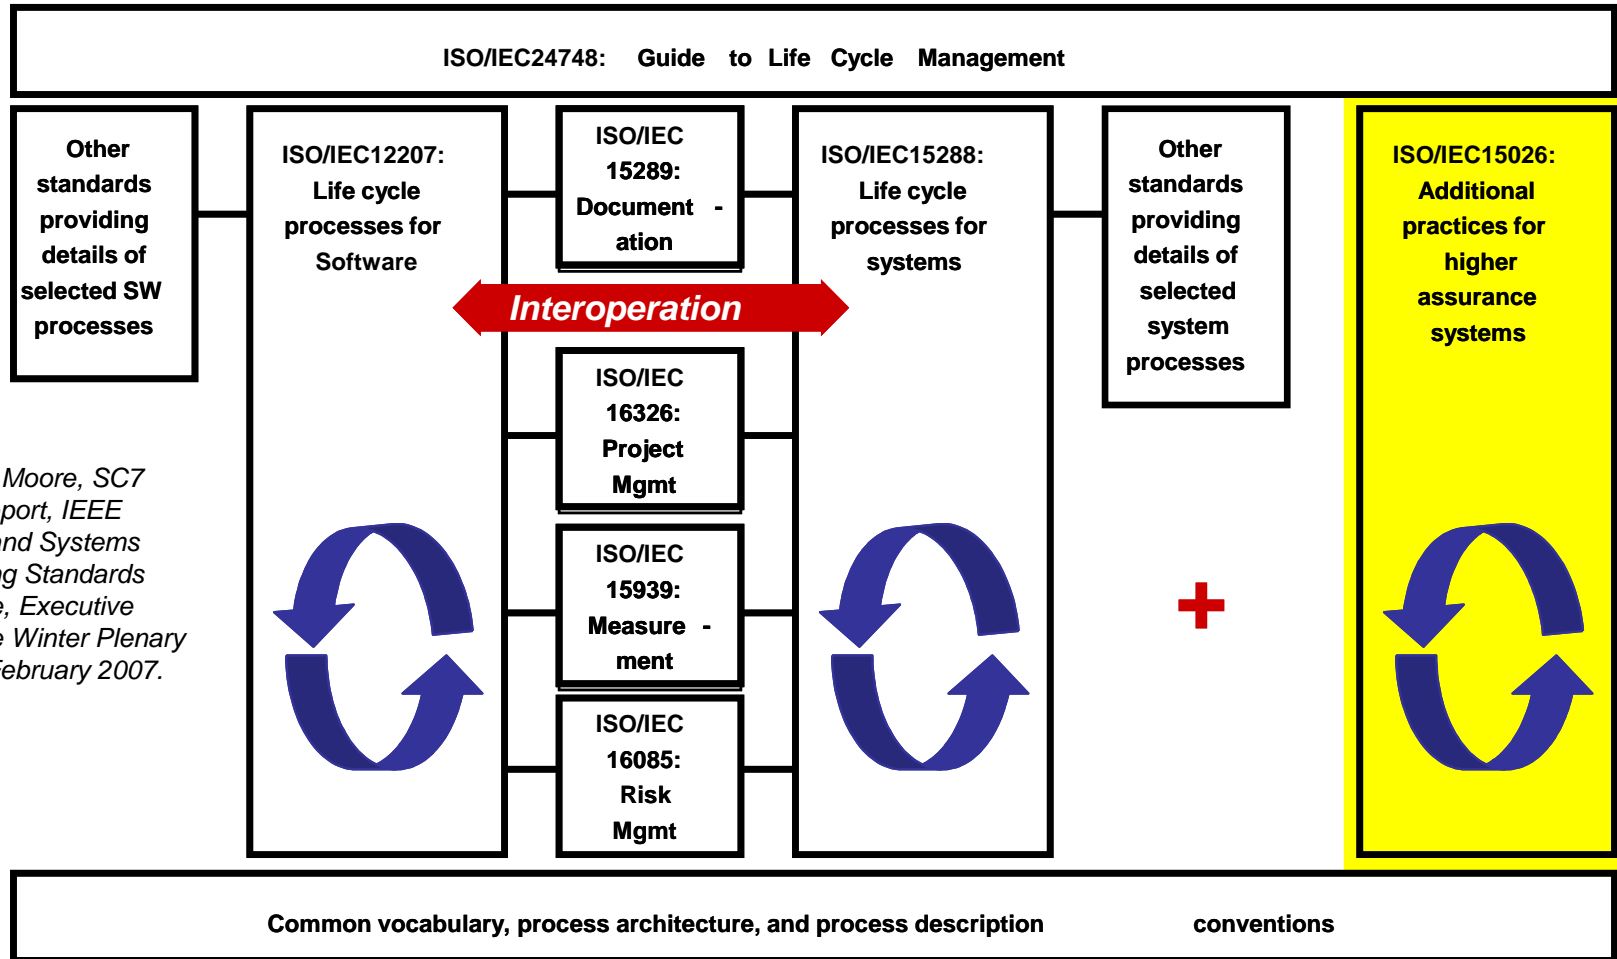 ISO/IEC24748: Guide to Life Cycle Management
Other
standards
providing
details of
selected SW
processes
ISO/IEC12207:
Life cycle
processes for
Software
ISO/IEC
15289:
Document -
ation
ISO/IEC15288:
Life cycle
processes for
systems
Other
standards
providing
details of
selected
system
processes
ISO/IEC15026:
Additional
practices for
higher
assurance
systems
Interoperation
ISO/IEC
16326:
Project
Mgmt
Moore, SC7
port, IEEE
and Systems
ng Standards
e, Executive
e Winter Plenary
February 2007.
ISO/IEC
15939:
Measure -
ment
+
ISO/IEC
16085:
Risk
Mgmt
Common vocabulary, process architecture, and process description conventions